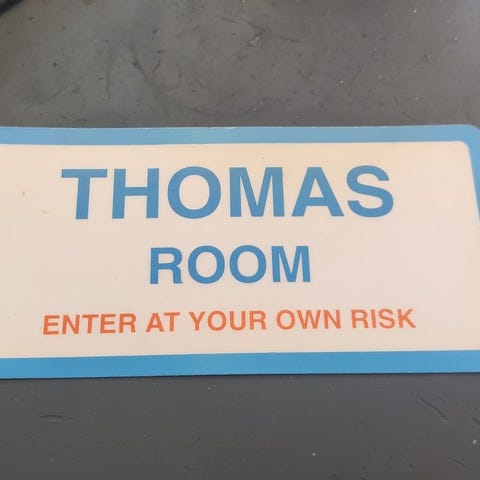 THOMAS
ROOM
ENTER AT YOUR OWN RISK